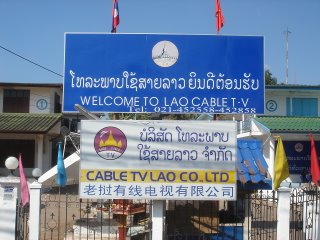 ໂທລະພາບໃຊ້ສາຍລາວ ຍິນດີຕ້ອນຮັບ
Tel: 021-452558-452858
WELCOME TO LAO CABLE T-V
ບໍລິສັດ ໂທລະພາບ
ໃຊ້ສາຍລາວ ຈຳກັດ
T-V
CABLE TV LAO CO.,LTD
老挝有线电视有限公司